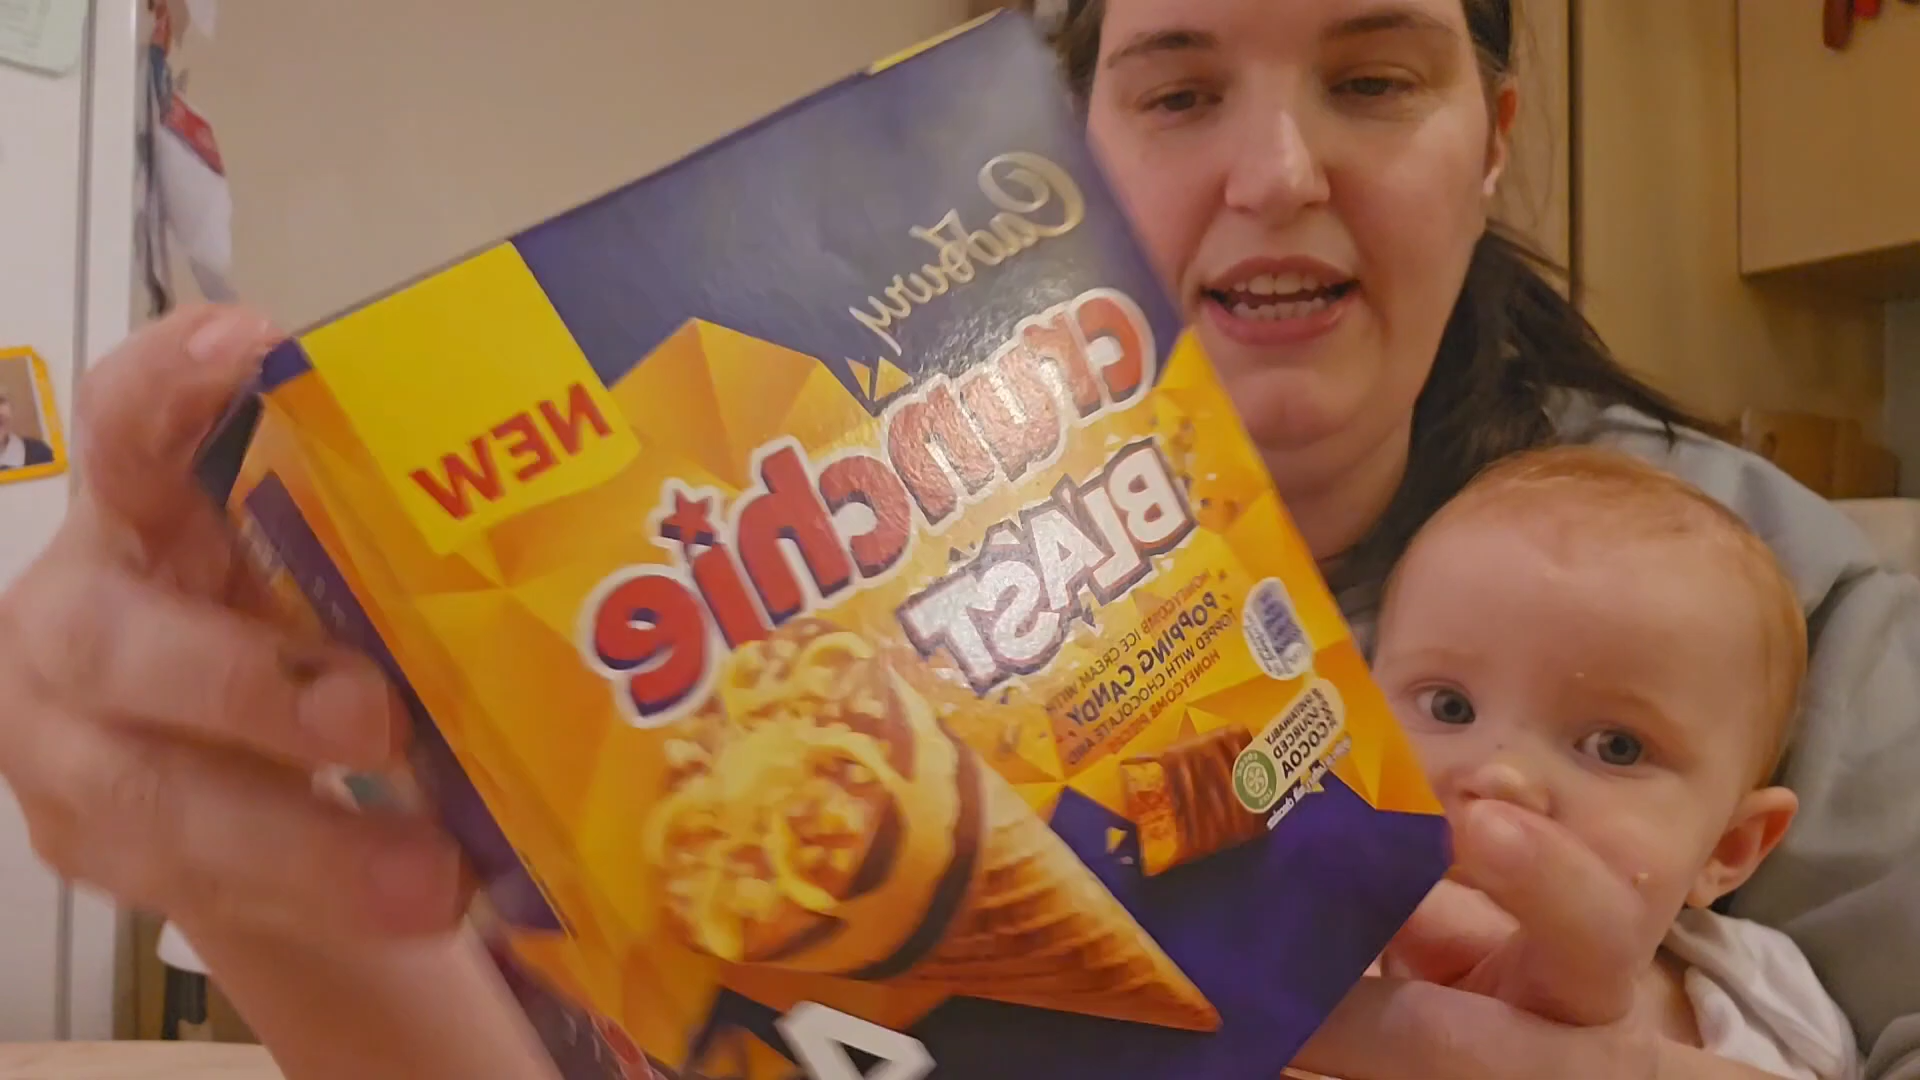 NEW
Cadbury
crunchie
BLAST
HONEYCOMB ICE CREAM WITH
POPPING CANDY
TOPPED WITH CHOCOLATE AND
HONEYCOMB PIECES
SUSTAINABLY
SOURCED
COCOA
4